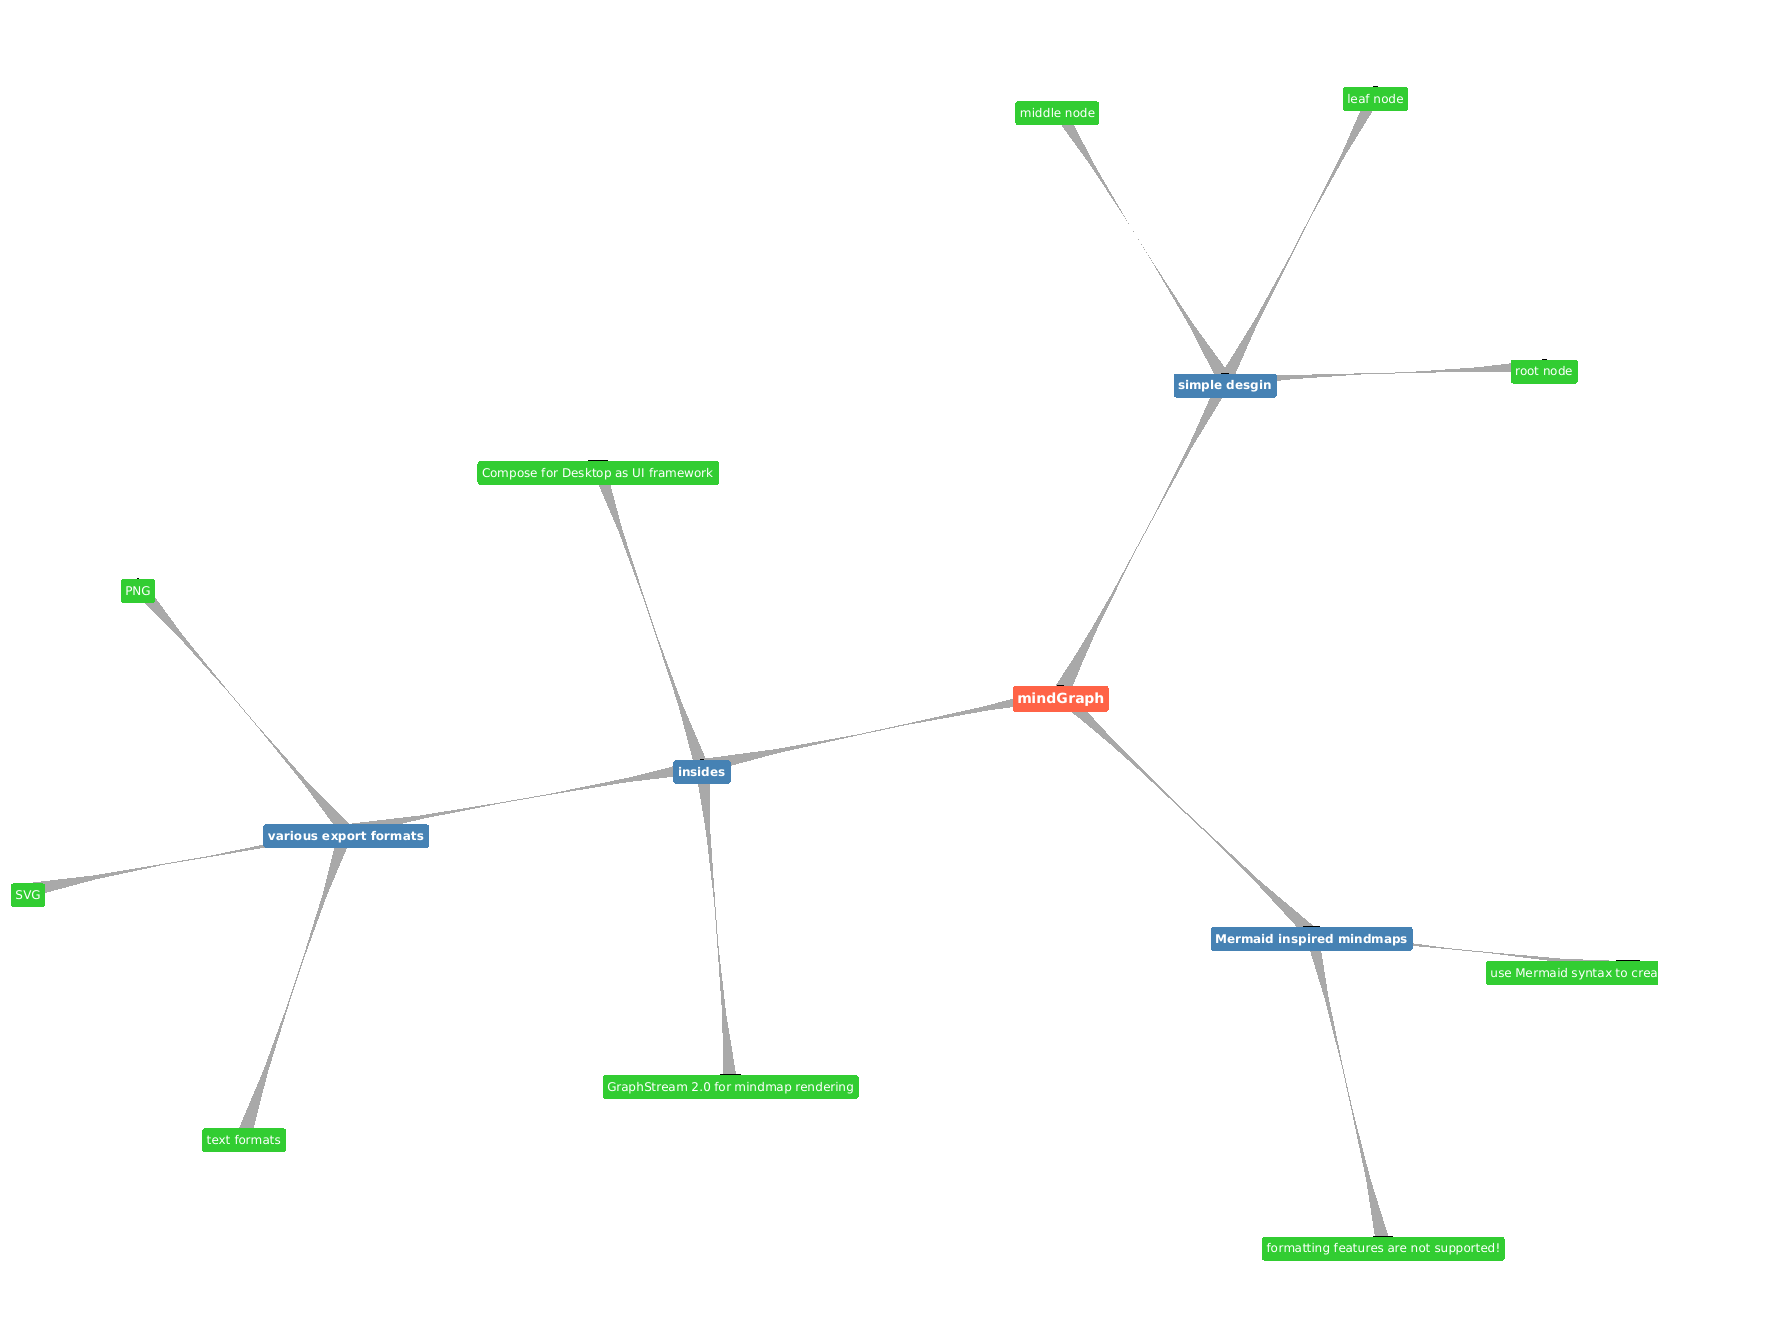 leaf node
middle node
root node
simple desgin
Compose for Desktop as UI framework
PNG
mindGraph
insides
various export formats
SVG
Mermaid inspired mindmaps
use Mermaid syntax to crea
GraphStream 2.0 for mindmap rendering
text formats
formatting features are not supported!